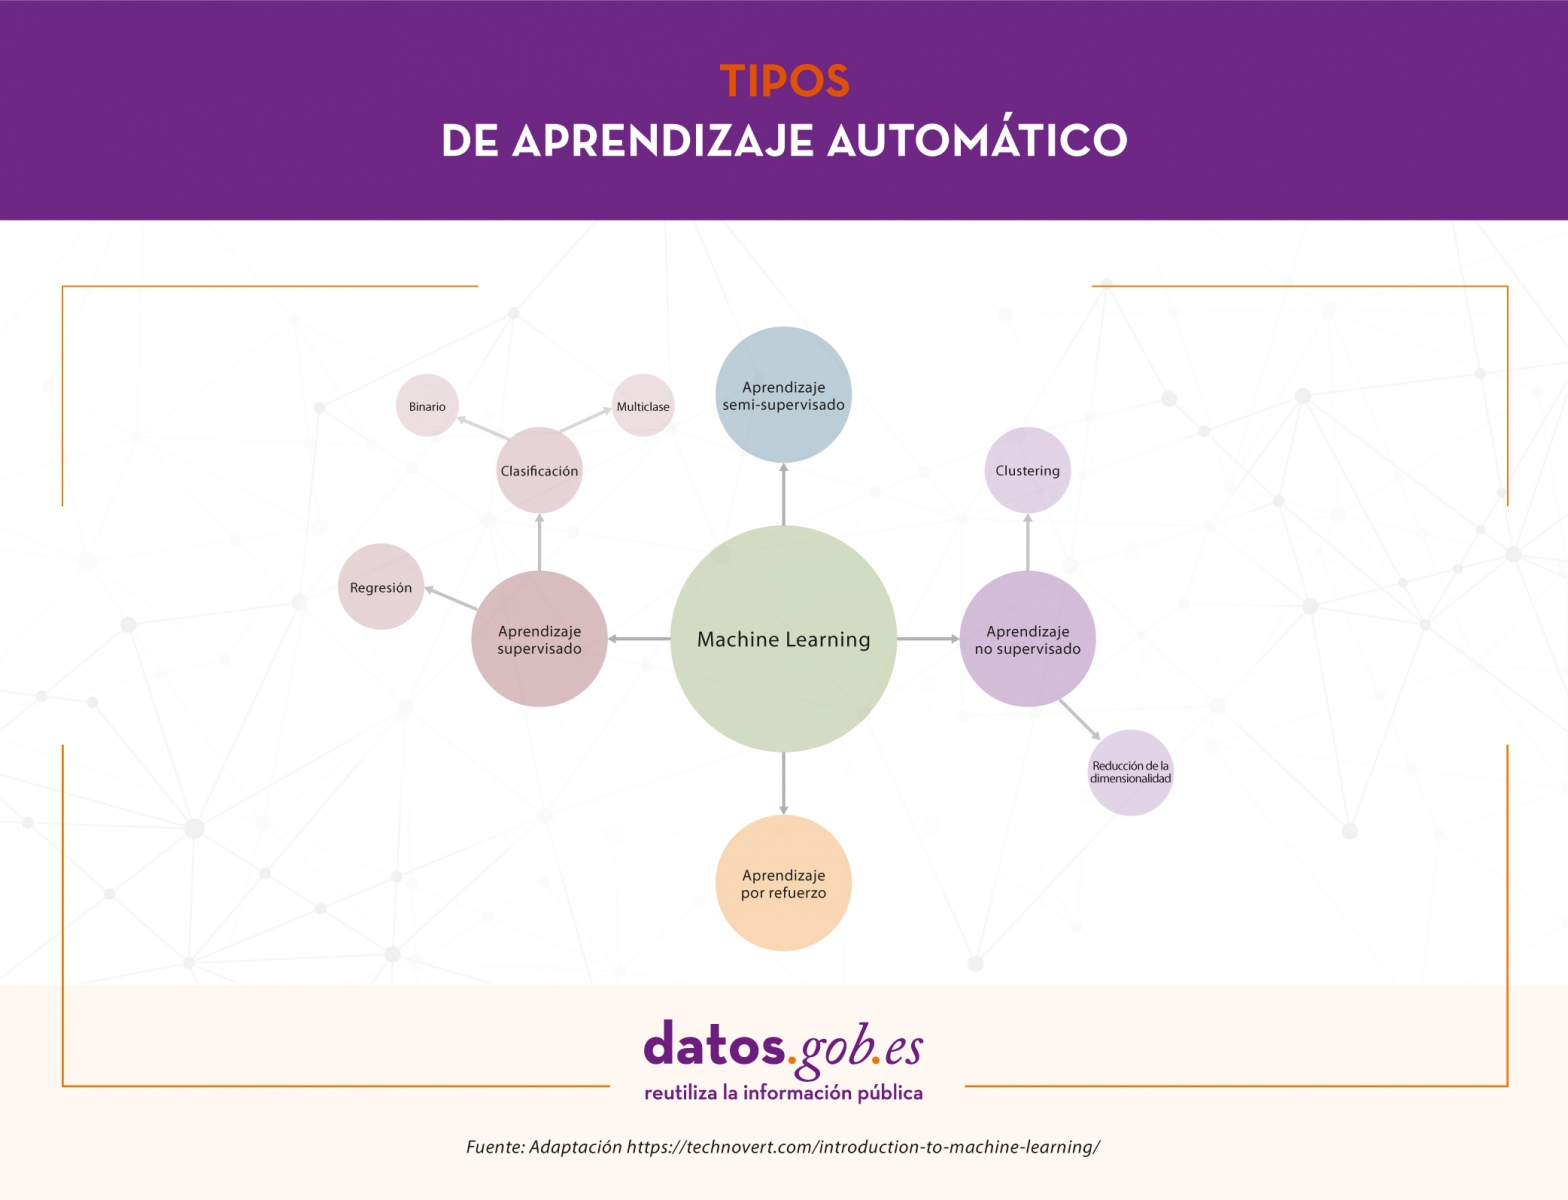 TIPOS
DE APRENDIZAJE AUTOMÁTICO
Aprendizaje
semi-supervisado
Binario
Multiclase
Clasificación
Clustering
Regresión
Aprendizaje
supervisado
Machine Learning
Aprendizaje
no supervisado
Reducción de la
dimensionalidad
Aprendizaje
por refuerzo
datos.gob.es
reutiliza la información pública
Fuente: Adaptación https://technovert.com/introduction-to-machine-learning/